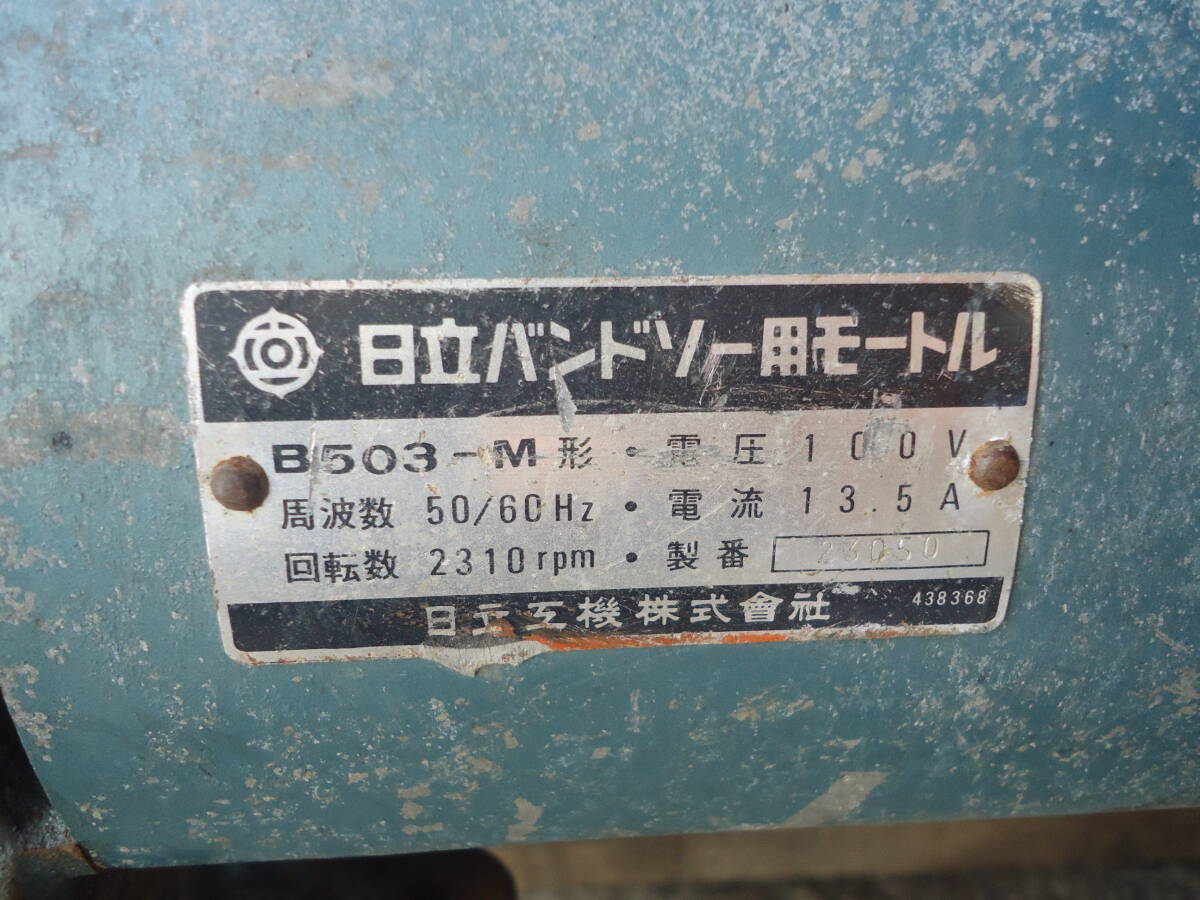 日立バンドソー用モートル
B503-M形・電圧100V
周波数 50/60Hz・電流 13.5A
回転数 2310rpm・製番 23050
日立工機株式會社 438368